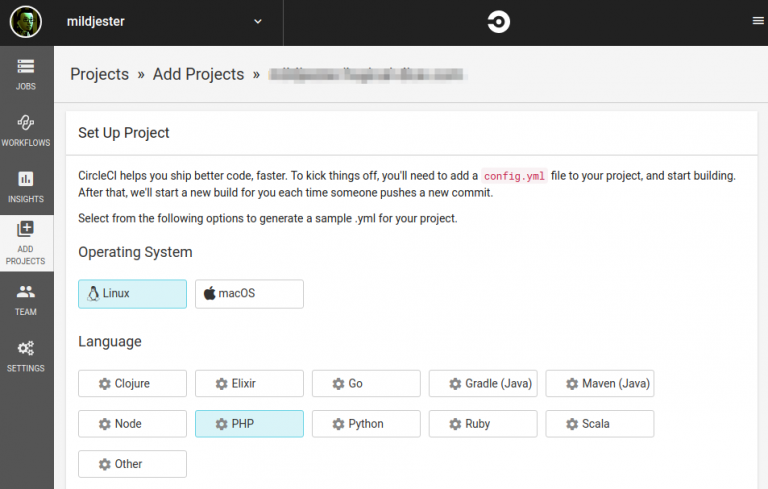 mildjester
JOBS
WORKFLOWS
INSIGHTS
ADD
PROJECTS
TEAM
SETTINGS
Projects » Add Projects »
Set Up Project
CircleCI helps you ship better code, faster. To kick things off, you'll need to add a config.yml file to your project, and start building.
After that, we'll start a new build for you each time someone pushes a new commit.
Select from the following options to generate a sample .yml for your project.
Operating System
Linux macOS
Language
Clojure Elixir Go Gradle (Java) Maven (Java)
Node PHP Python Ruby Scala
Other